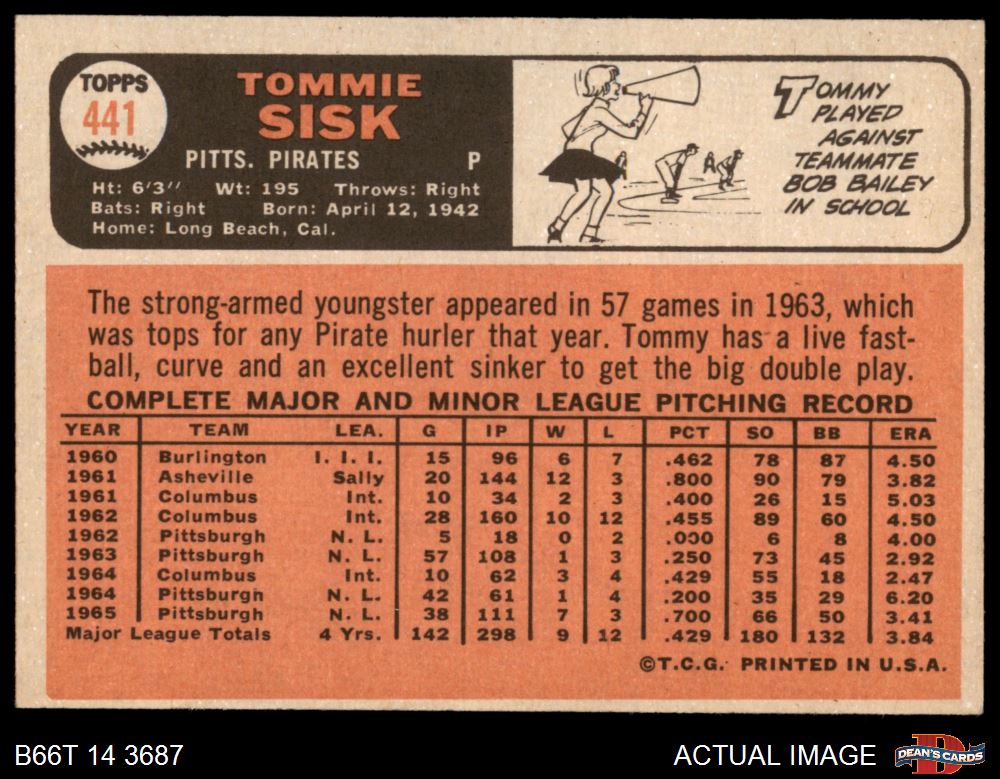 TOPPS
441
TOMMIE
SISK
PITTS. PIRATES P
Ht: 6'3" Wt: 195 Throws: Right
Bats: Right Born: April 12, 1942
Home: Long Beach, Cal.
TOMMY
PLAYED
AGAINST
TEAMMATE
BOB BAILEY
IN SCHOOL
The strong-armed youngster appeared in 57 games in 1963, which
was tops for any Pirate hurler that year. Tommy has a live fast-
ball, curve and an excellent sinker to get the big double play.
COMPLETE MAJOR AND MINOR LEAGUE PITCHING RECORD
YEAR TEAM LEA. G IP W L PCT SO BB ERA
1960 Burlington I. I. I. 15 96 6 7 .462 78 87 4.50
1961 Asheville Sally 20 144 12 3 .800 90 79 3.82
1961 Columbus Int. 10 34 2 3 .400 26 15 5.03
1962 Columbus Int. 28 160 10 12 .455 89 60 4.50
1962 Pittsburgh N. L. 5 18 0 2 .000 6 8 4.00
1963 Pittsburgh N. L. 57 108 1 3 .250 73 45 2.92
1964 Columbus Int. 10 62 3 4 .429 55 18 2.47
1964 Pittsburgh N. L. 42 61 1 4 .200 35 29 6.20
1965 Pittsburgh N. L. 38 111 7 3 .700 66 50 3.41
Major League Totals 4 Yrs. 142 298 9 12 .429 180 132 3.84
©T.C.G. PRINTED IN U.S.A.
B66T 14 3687 ACTUAL IMAGE DEAN'S CARDS